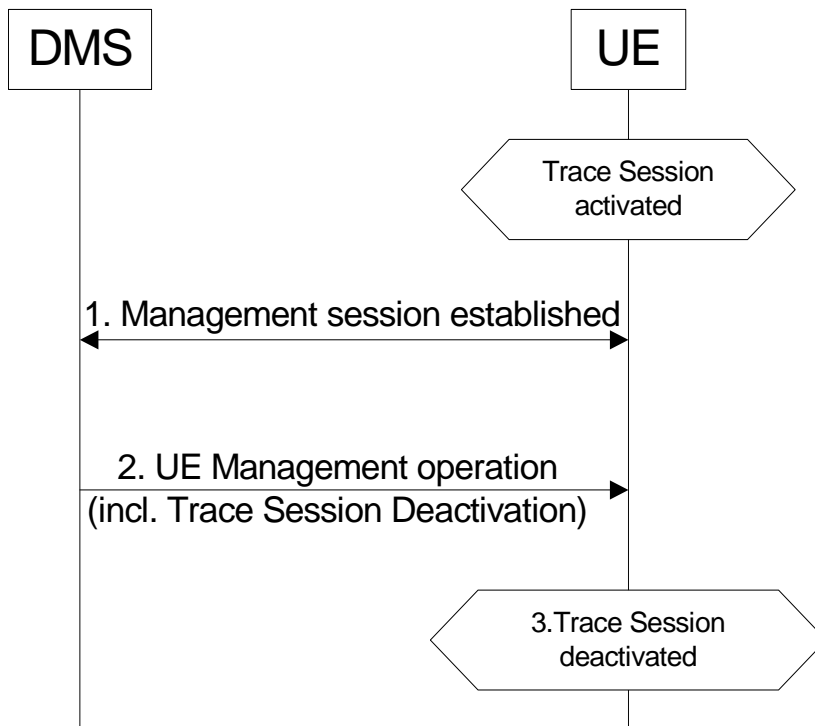 DMS
UE
Trace Session
activated
1. Management session established
2. UE Management operation
(incl. Trace Session Deactivation)
3.Trace Session
deactivated